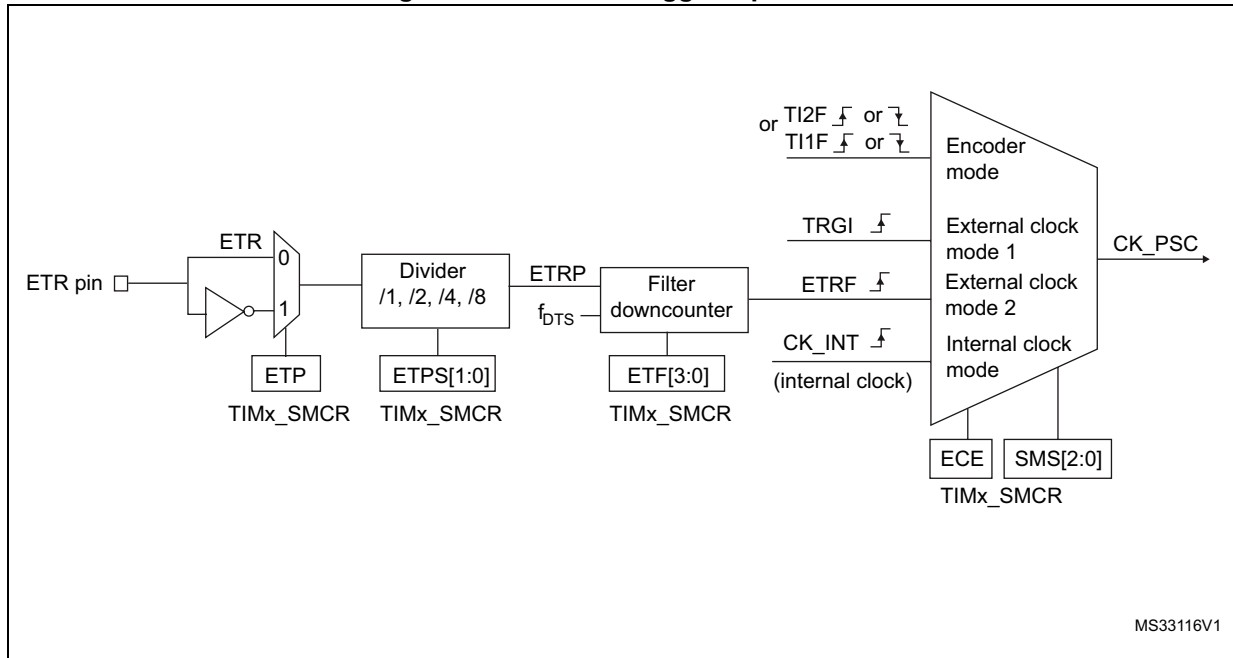 or TI2F or
TI1F or
Encoder
mode
TRGI
External clock
mode 1
CK_PSC
ETR
0
ETR pin
1
Divider
/1, /2, /4, /8
ETRP
fDTS
Filter
downcounter
ETRF
External clock
mode 2
CK_INT
(internal clock)
Internal clock
mode
ETP
TIMx_SMCR
ETPS[1:0]
TIMx_SMCR
ETF[3:0]
TIMx_SMCR
ECE
SMS[2:0]
TIMx_SMCR
MS33116V1